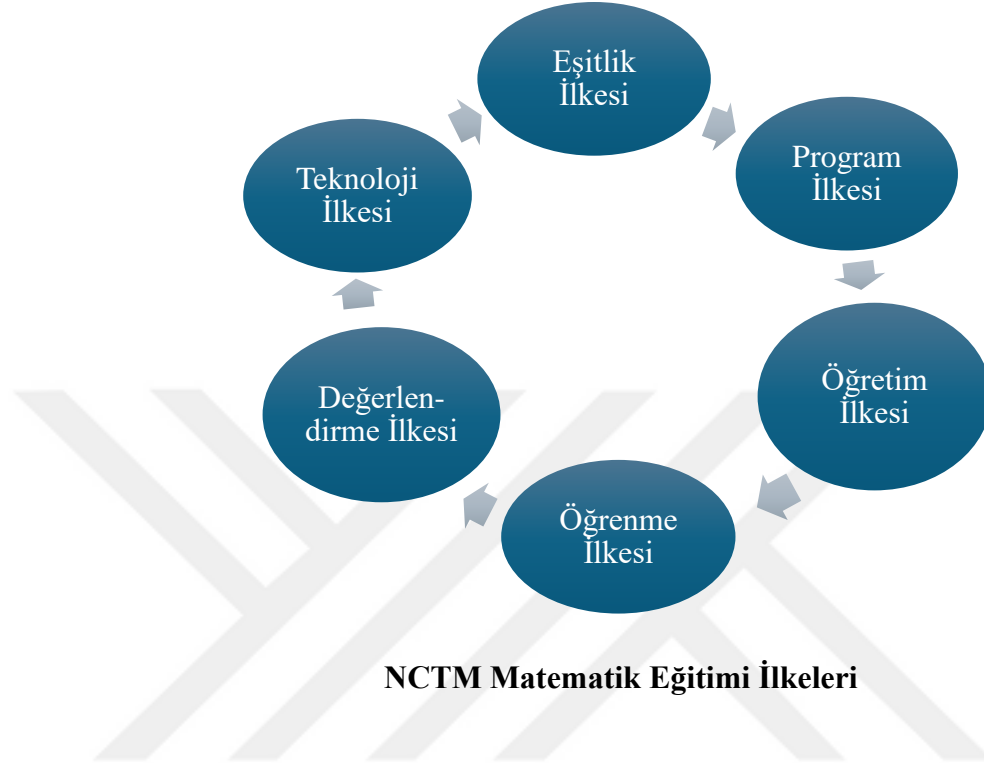 Eşitlik
İlkesi
Program
İlkesi
Öğretim
İlkesi
Öğrenme
İlkesi
Değerlen-
dirme İlkesi
Teknoloji
İlkesi
NCTM Matematik Eğitimi İlkeleri